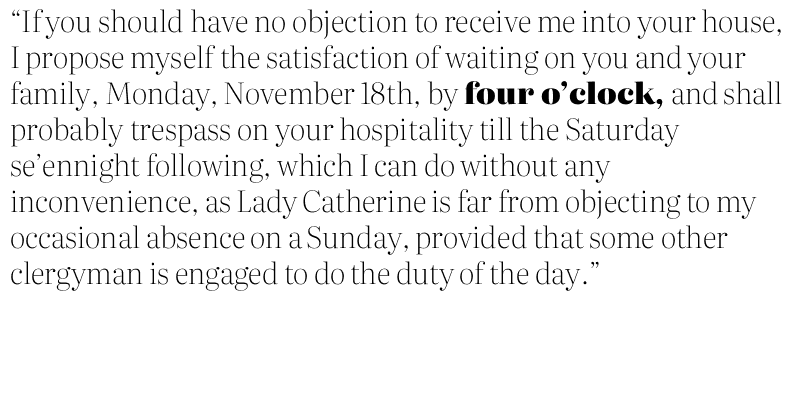 “If you should have no objection to receive me into your house,
I propose myself the satisfaction of waiting on you and your
family, Monday, November 18th, by four o’clock, and shall
probably trespass on your hospitality till the Saturday
se’ennight following, which I can do without any
inconvenience, as Lady Catherine is far from objecting to my
occasional absence on a Sunday, provided that some other
clergyman is engaged to do the duty of the day.”